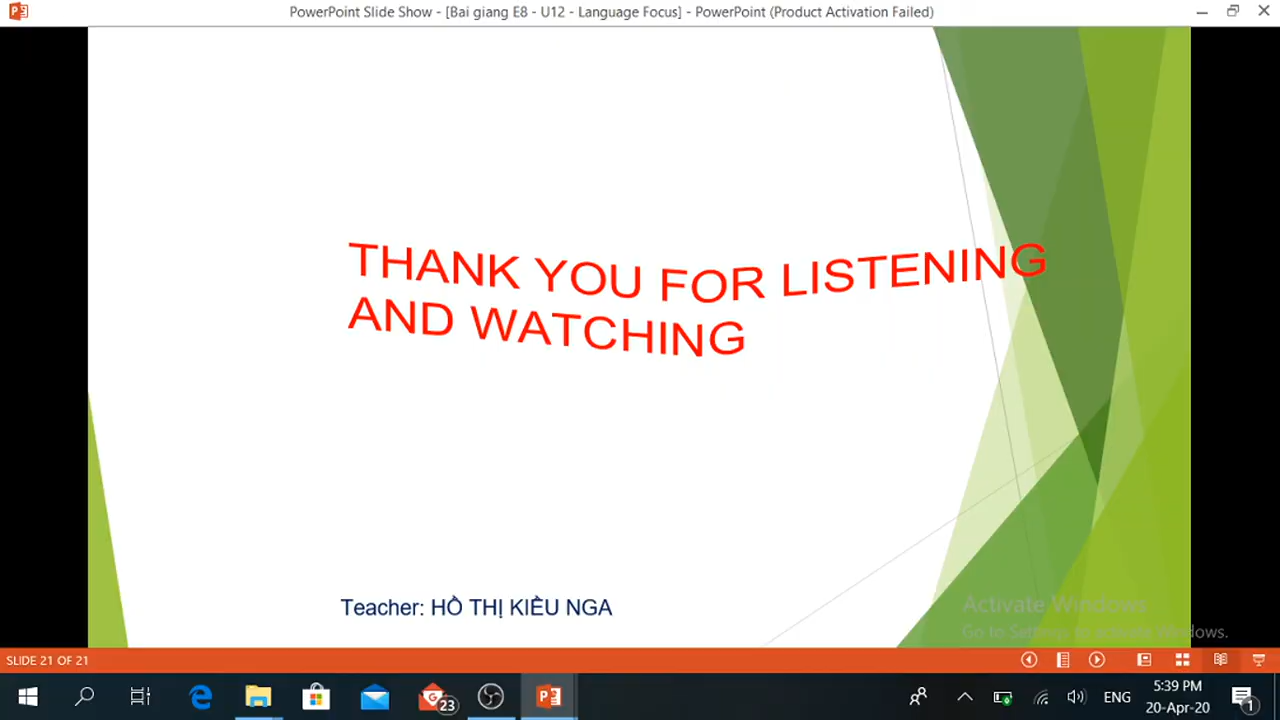 PowerPoint Slide Show - [Bai giang E8 - U12 - Language Focus] - PowerPoint (Product Activation Failed)
THANK YOU FOR LISTENING
AND WATCHING
Teacher: HỒ THỊ KIỀU NGA
Activate Windows
Go to Settings to activate Windows.
SLIDE 21 OF 21
23
ENG
5:39 PM
20-Apr-20
1